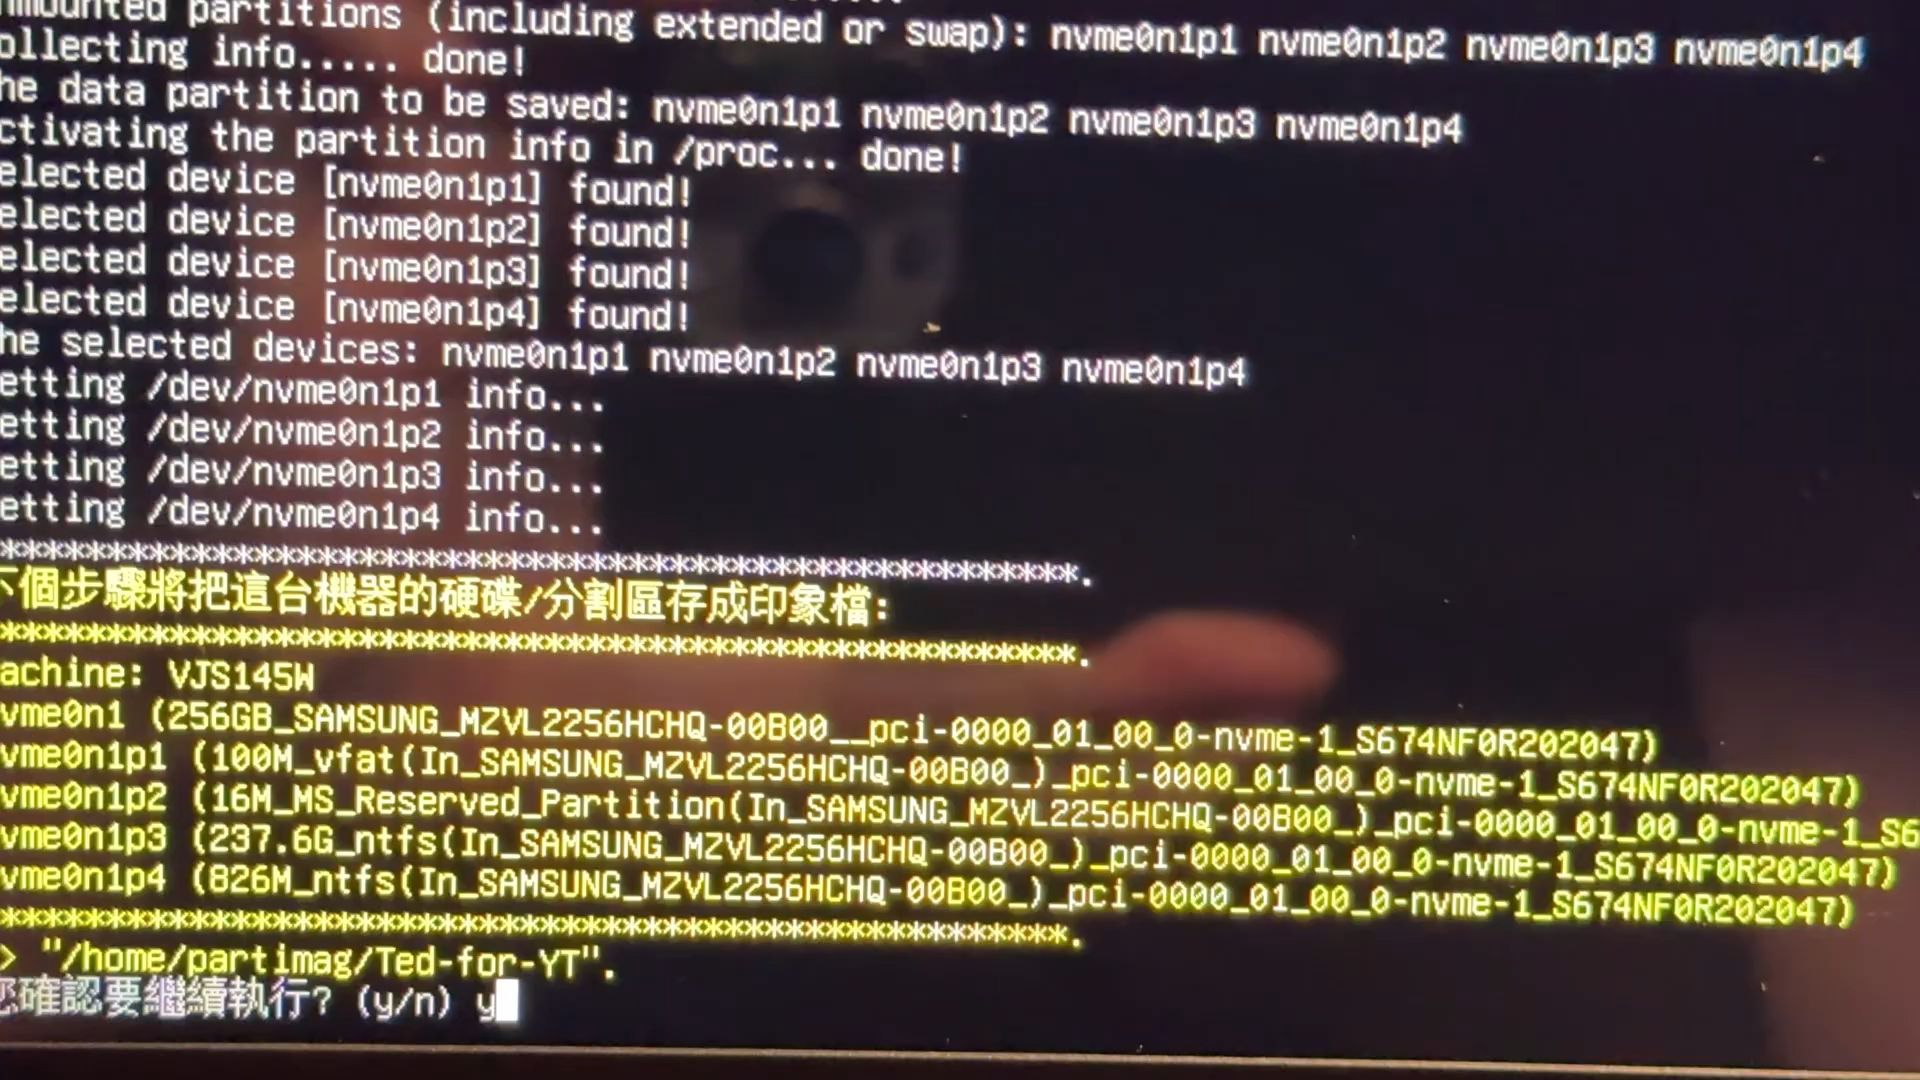 nmounted partitions (including extended or swap): nvme0n1p1 nvme0n1p2 nvme0n1p3 nvme0n1p4
ollecting info..... done!
he data partition to be saved: nvme0n1p1 nvme0n1p2 nvme0n1p3 nvme0n1p4
ctivating the partition info in /proc... done!
elected device [nvme0n1p1] found!
elected device [nvme0n1p2] found!
elected device [nvme0n1p3] found!
elected device [nvme0n1p4] found!
he selected devices: nvme0n1p1 nvme0n1p2 nvme0n1p3 nvme0n1p4
etting /dev/nvme0n1p1 info...
etting /dev/nvme0n1p2 info...
etting /dev/nvme0n1p3 info...
etting /dev/nvme0n1p4 info...
***************************************************.
下個步驟將把這台機器的硬碟/分割區存成印象檔:
***************************************************.
achine: VJS145W
vme0n1 (256GB_SAMSUNG_MZVL2256HCHQ-00B00__pci-0000_01_00_0-nvme-1_S674NF0R202047)
vme0n1p1 (100M_vfat(In_SAMSUNG_MZVL2256HCHQ-00B00_)_pci-0000_01_00_0-nvme-1_S674NF0R202047)
vme0n1p2 (16M_MS_Reserved_Partition(In_SAMSUNG_MZVL2256HCHQ-00B00_)_pci-0000_01_00_0-nvme-1_S6
vme0n1p3 (237.6G_ntfs(In_SAMSUNG_MZVL2256HCHQ-00B00_)_pci-0000_01_00_0-nvme-1_S674NF0R202047)
vme0n1p4 (826M_ntfs(In_SAMSUNG_MZVL2256HCHQ-00B00_)_pci-0000_01_00_0-nvme-1_S674NF0R202047)
***************************************************.
> "/home/partimag/Ted-for-YT".
您確認要繼續執行? (y/n) y